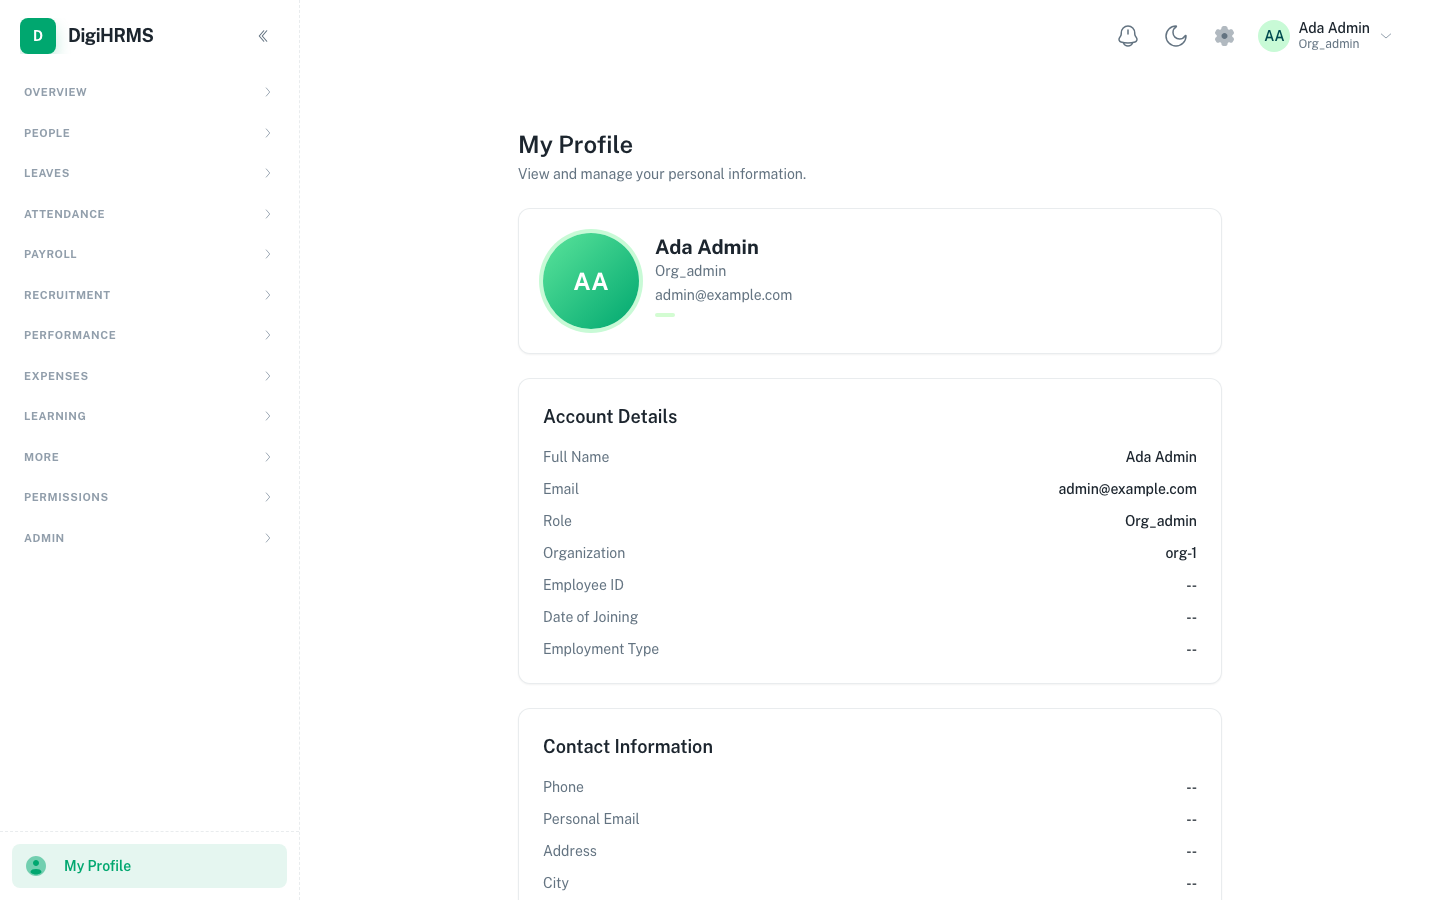 D
DigiHRMS
OVERVIEW
PEOPLE
LEAVES
ATTENDANCE
PAYROLL
RECRUITMENT
PERFORMANCE
EXPENSES
LEARNING
MORE
PERMISSIONS
ADMIN
My Profile
AA
Ada Admin
Org_admin
My Profile
View and manage your personal information.
AA
Ada Admin
Org_admin
admin@example.com
Account Details
Full Name Ada Admin
Email admin@example.com
Role Org_admin
Organization org-1
Employee ID --
Date of Joining --
Employment Type --
Contact Information
Phone --
Personal Email --
Address --
City --